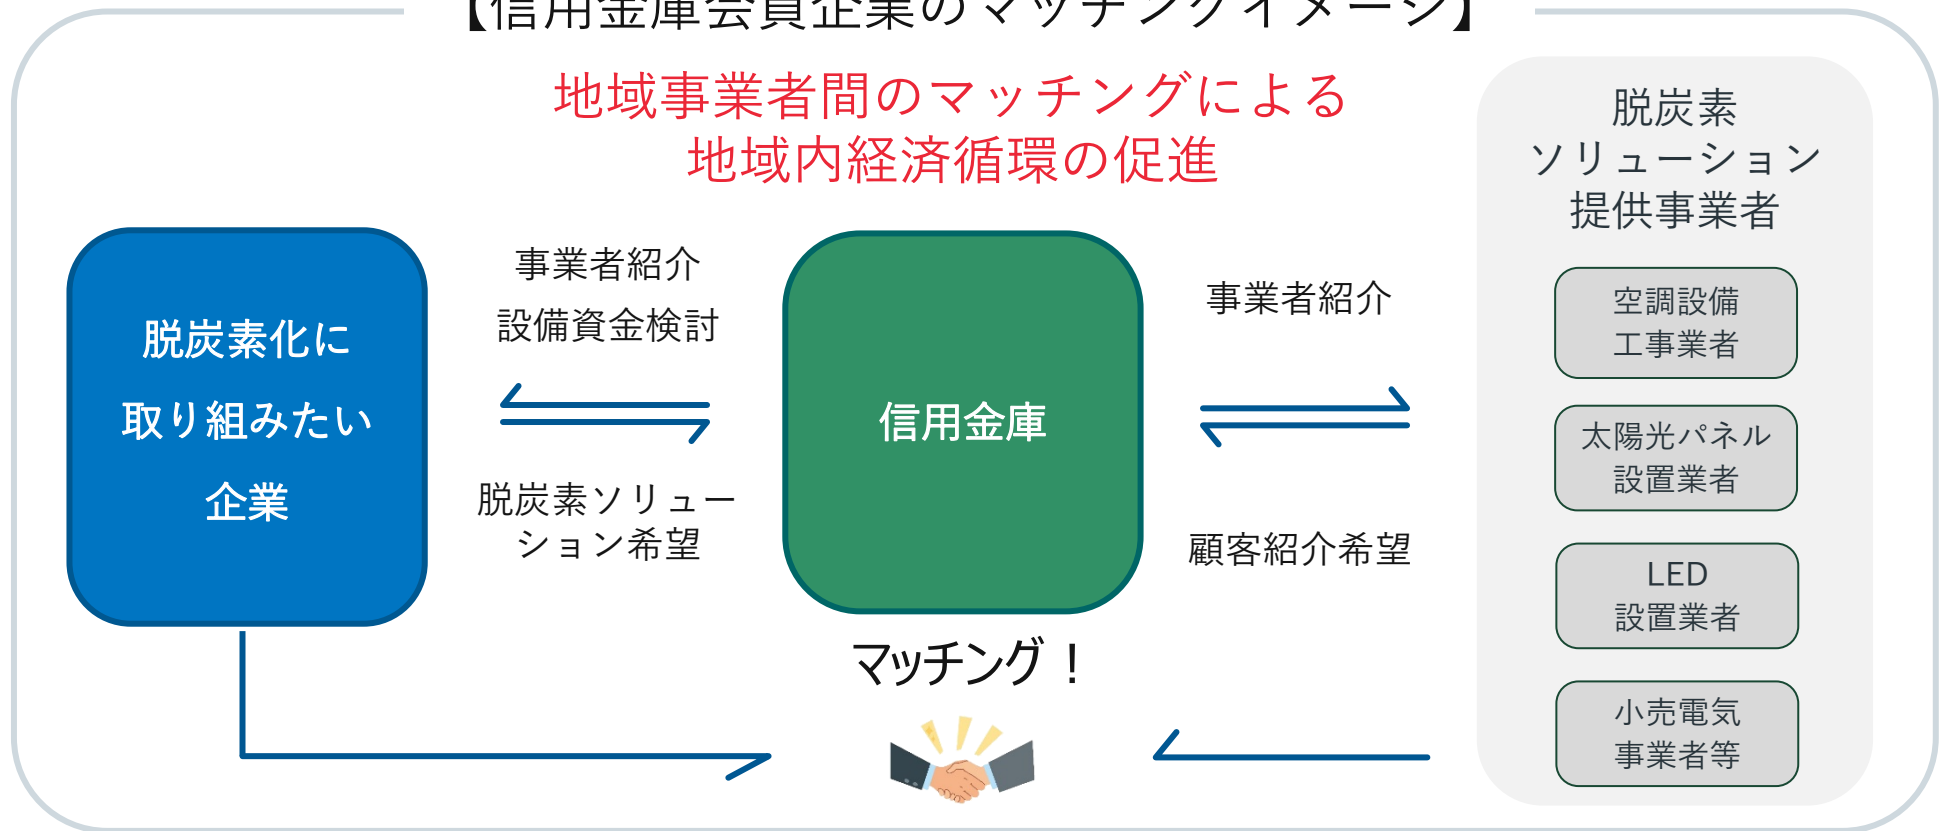 【信用金庫会員企業のマッチングイメージ】
地域事業者間のマッチングによる
地域内経済循環の促進
脱炭素化に
取り組みたい
企業
事業者紹介
設備資金検討
脱炭素ソリュー
ション希望
信用金庫
マッチング！
事業者紹介
顧客紹介希望
脱炭素
ソリューション
提供事業者
空調設備
工事業者
太陽光パネル
設置業者
LED
設置業者
小売電気
事業者等